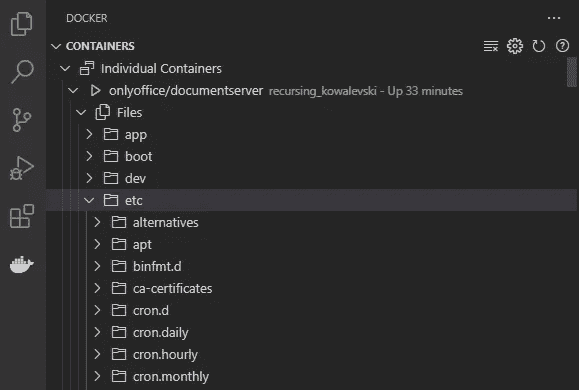 DOCKER
CONTAINERS
Individual Containers
onlyoffice/documentserver recursing_kowalevski - Up 33 minutes
Files
app
boot
dev
etc
alternatives
apt
binfmt.d
ca-certificates
cron.d
cron.daily
cron.hourly
cron.monthly